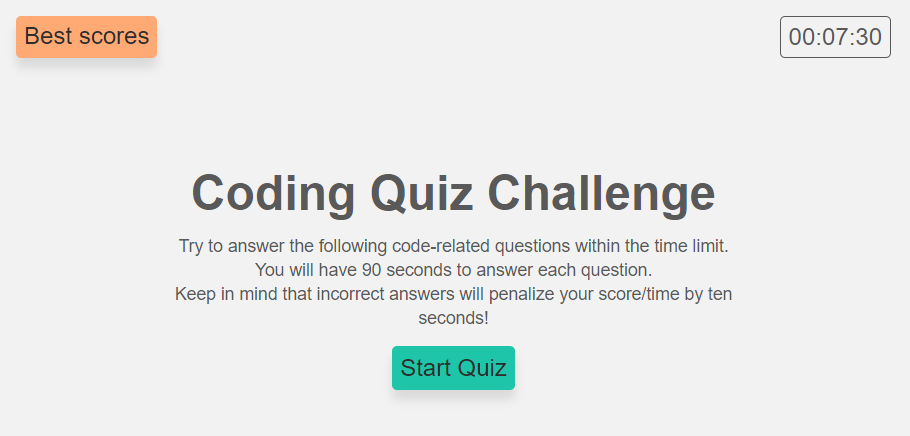 Best scores
00:07:30
Coding Quiz Challenge
Try to answer the following code-related questions within the time limit.
You will have 90 seconds to answer each question.
Keep in mind that incorrect answers will penalize your score/time by ten
seconds!
Start Quiz